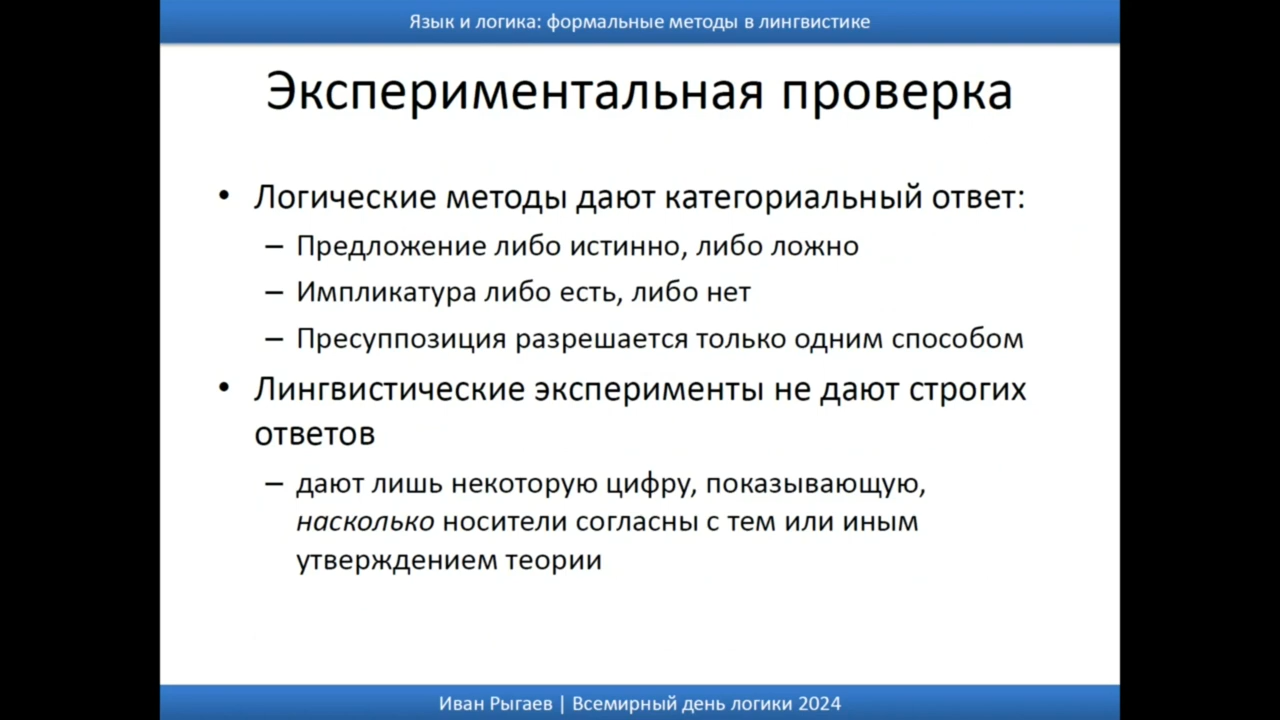 Язык и логика: формальные методы в лингвистике
Экспериментальная проверка
• Логические методы дают категориальный ответ:
– Предложение либо истинно, либо ложно
– Импликатура либо есть, либо нет
– Пресуппозиция разрешается только одним способом
• Лингвистические эксперименты не дают строгих
ответов
– дают лишь некоторую цифру, показывающую,
насколько носители согласны с тем или иным
утверждением теории
Иван Рыгаев | Всемирный день логики 2024